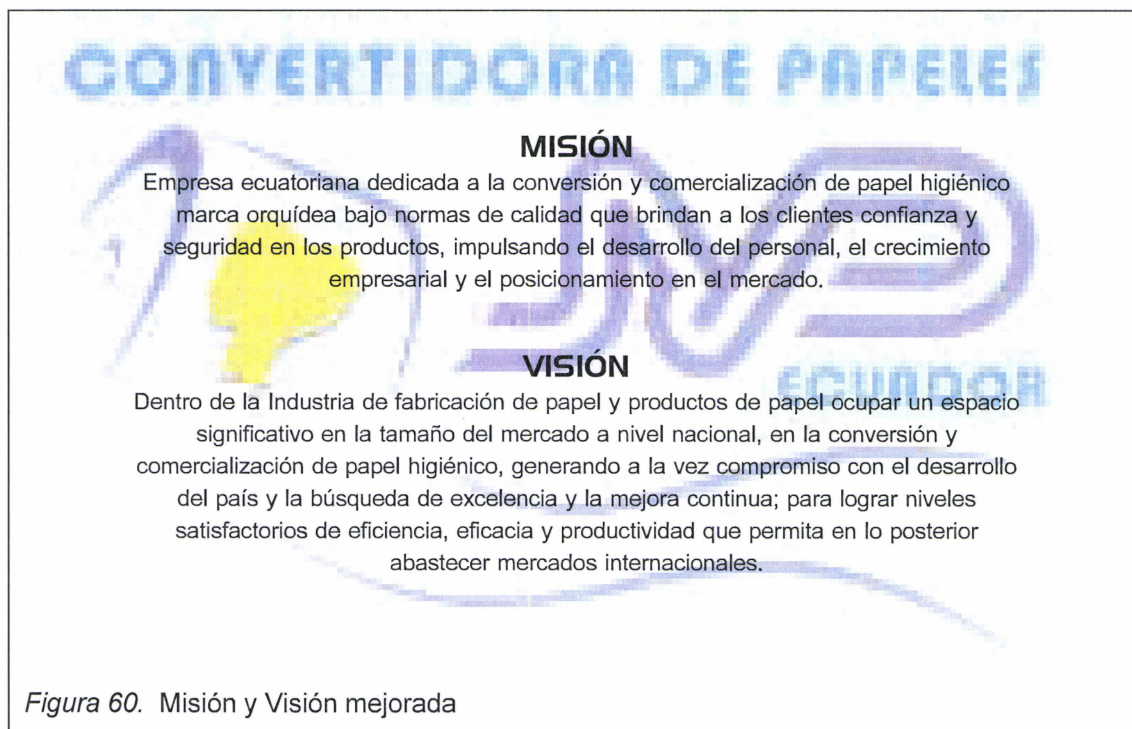 CONVERTIDORA DE PAPELES
MISIÓN
Empresa ecuatoriana dedicada a la conversión y comercialización de papel higiénico
marca orquídea bajo normas de calidad que brindan a los clientes confianza y
seguridad en los productos, impulsando el desarrollo del personal, el crecimiento
empresarial y el posicionamiento en el mercado.
JVP
VISIÓN
ECUADOR
Dentro de la Industria de fabricación de papel y productos de papel ocupar un espacio
significativo en la tamaño del mercado a nivel nacional, en la conversión y
comercialización de papel higiénico, generando a la vez compromiso con el desarrollo
del país y la búsqueda de excelencia y la mejora continua; para lograr niveles
satisfactorios de eficiencia, eficacia y productividad que permita en lo posterior
abastecer mercados internacionales.
Figura 60. Misión y Visión mejorada